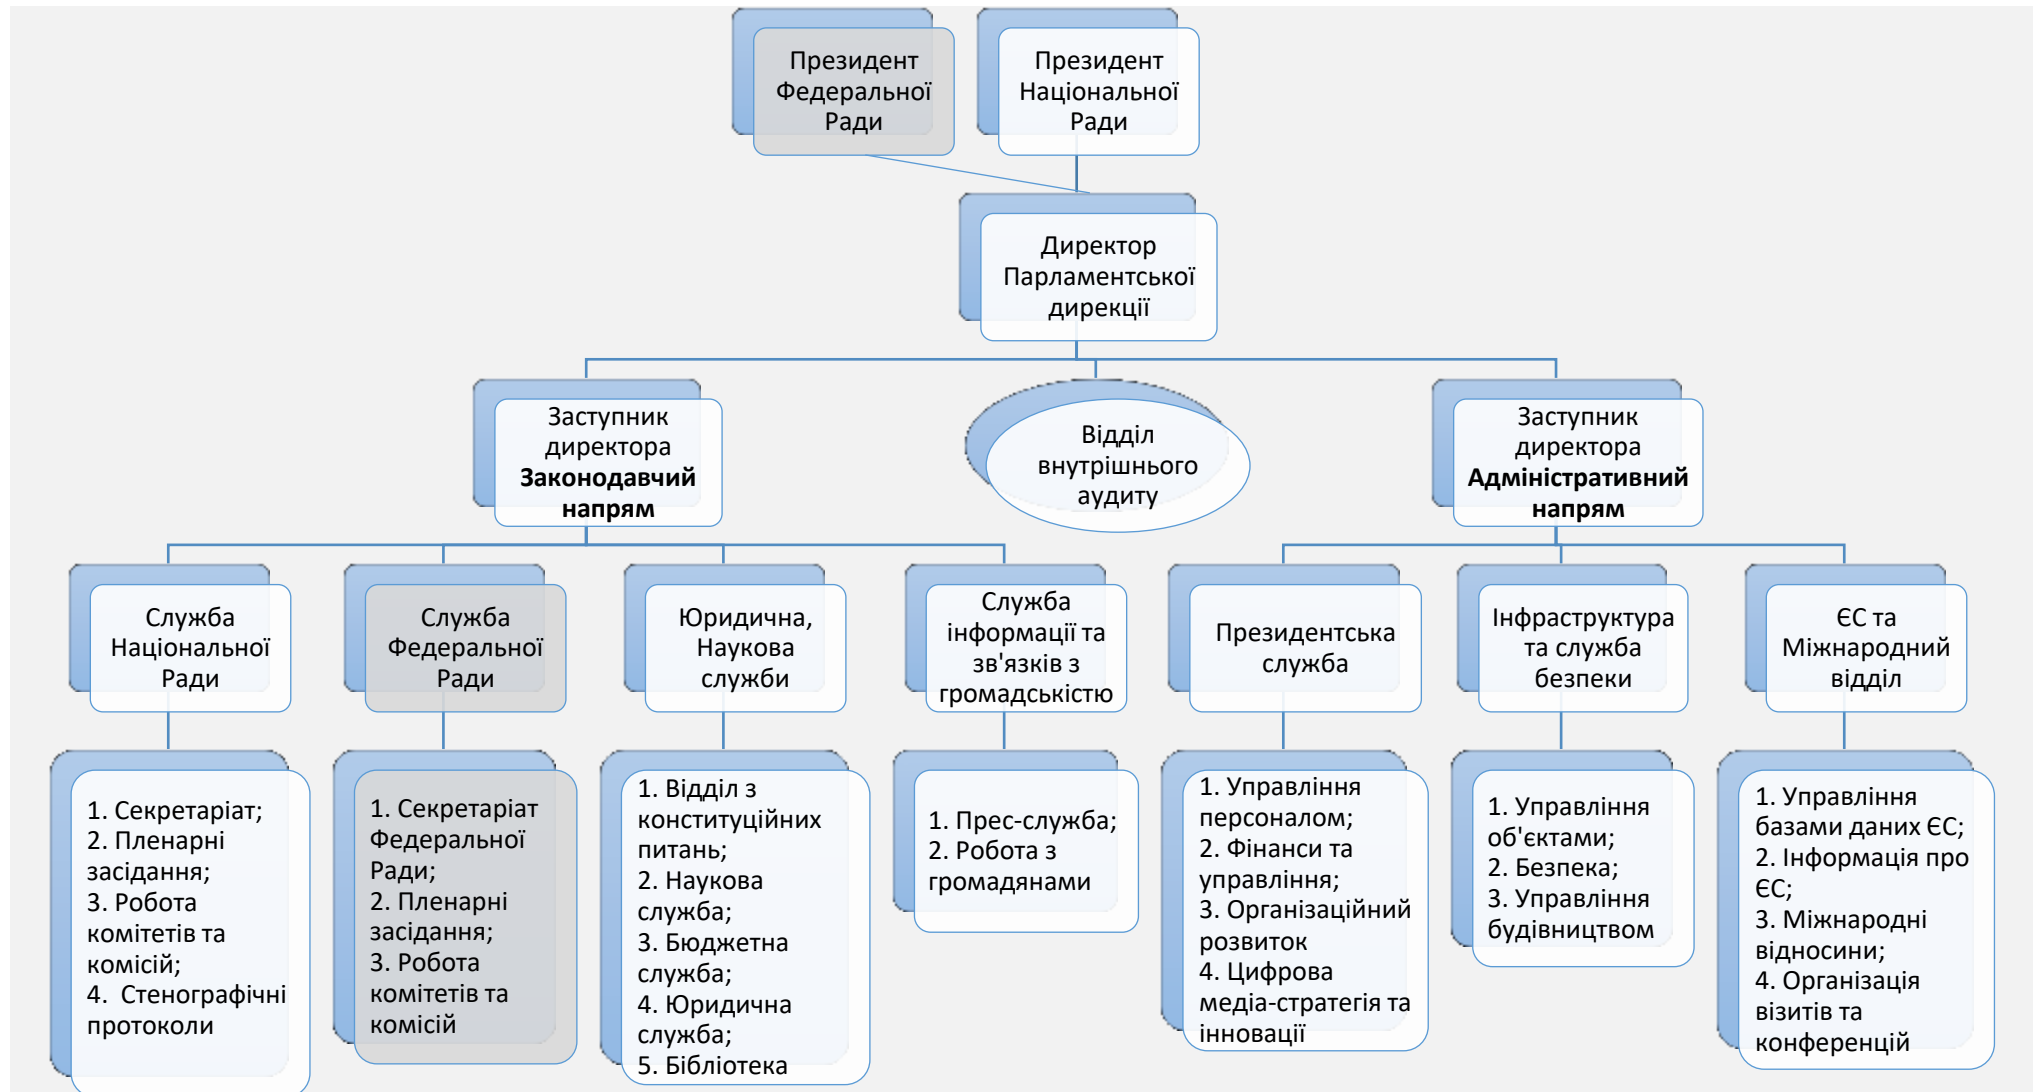 Президент
Федеральної
Ради
Президент
Національної
Ради
Директор
Парламентської
дирекції
Заступник
директора
Законодавчий
напрям
Відділ
внутрішнього
аудиту
Заступник
директора
Адміністративний
напрям
Служба
Національної
Ради
Служба
Федеральної
Ради
Юридична,
Наукова
служби
Служба
інформації та
зв'язків з
громадськістю
Президентська
служба
Інфраструктура
та служба
безпеки
ЄС та
Міжнародний
відділ
1. Секретаріат;
2. Пленарні
засідання;
3. Робота
комітетів та
комісій;
4. Стенографічні
протоколи
1. Секретаріат
Федеральної
Ради;
2. Пленарні
засідання;
3. Робота
комітетів та
комісій
1. Відділ з
конституційних
питань;
2. Наукова
служба;
3. Бюджетна
служба;
4. Юридична
служба;
5. Бібліотека
1. Прес-служба;
2. Робота з
громадянами
1. Управління
персоналом;
2. Фінанси та
управління;
3. Організаційний
розвиток
4. Цифрова
медіа-стратегія та
інновації
1. Управління
об'єктами;
2. Безпека;
3. Управління
будівництвом
1. Управління
базами даних ЄС;
2. Інформація про
ЄС;
3. Міжнародні
відносини;
4. Організація
візитів та
конференцій